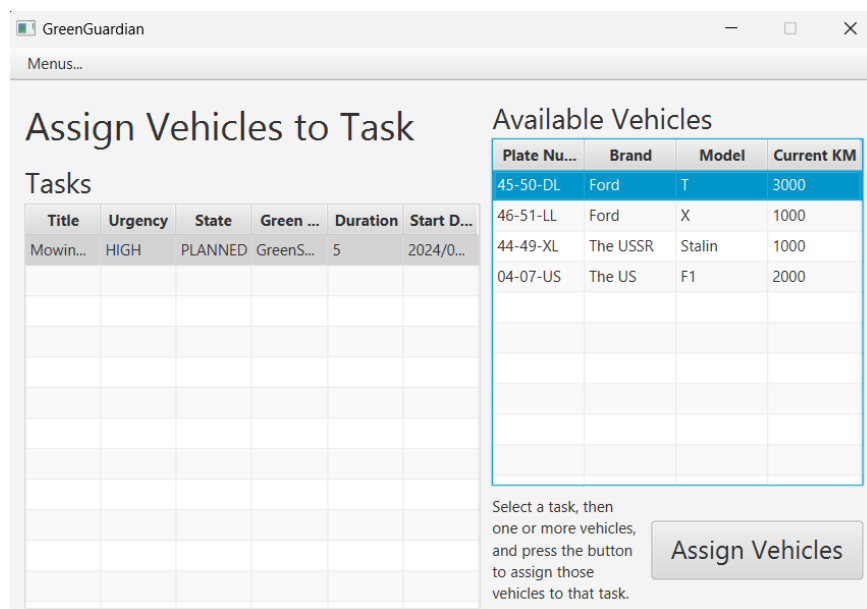 GreenGuardian
Menus...
Assign Vehicles to Task
Tasks
Title Urgency State Green ... Duration Start D...
Mowin... HIGH PLANNED GreenS... 5 2024/0...
Available Vehicles
Plate Nu... Brand Model Current KM
45-50-DL Ford T 3000
46-51-LL Ford X 1000
44-49-XL The USSR Stalin 1000
04-07-US The US F1 2000
Select a task, then
one or more vehicles,
and press the button
to assign those
vehicles to that task.
Assign Vehicles